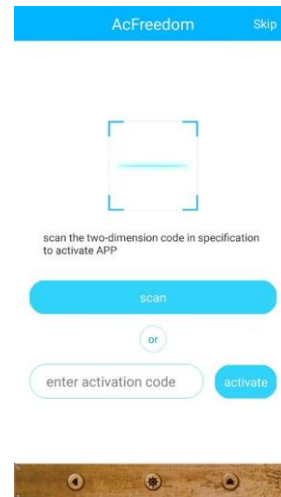 AcFreedom
Skip
scan the two-dimension code in specification
to activate APP
scan
or
enter activation code
activate